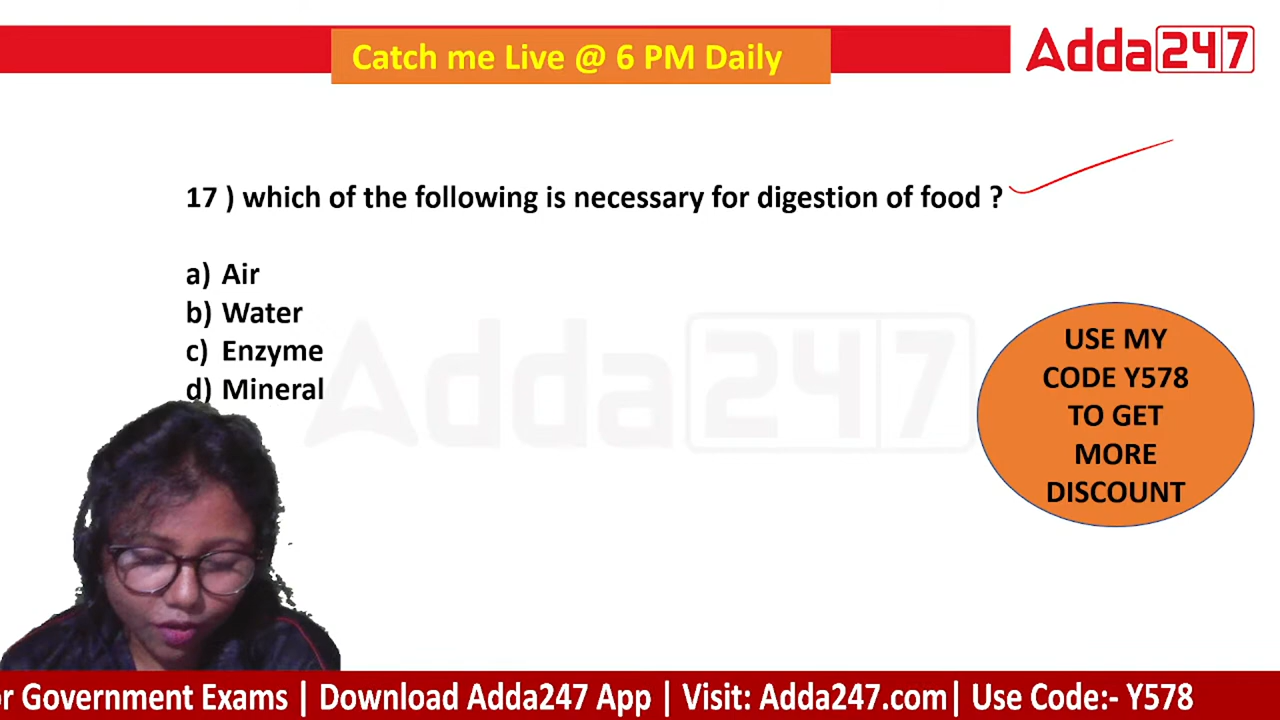 Catch me Live @ 6 PM Daily
Adda247
17 ) which of the following is necessary for digestion of food ?
a) Air
b) Water
c) Enzyme
d) Mineral
Adda247
USE MY
CODE Y578
TO GET
MORE
DISCOUNT
or Government Exams | Download Adda247 App | Visit: Adda247.com| Use Code:- Y578